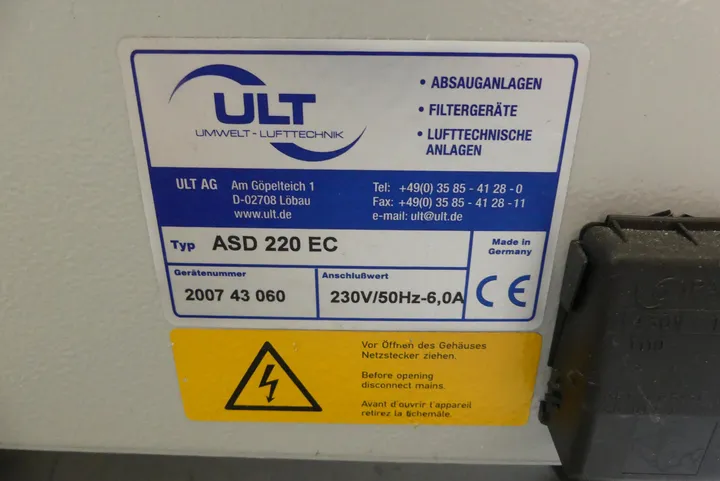 ULT
UMWELT - LUFTTECHNIK
• ABSAUGANLAGEN
• FILTERGERÄTE
• LUFTTECHNISCHE
ANLAGEN
ULT AG
Am Göpelteich 1
D-02708 Löbau
www.ult.de
Tel: +49(0) 35 85 - 41 28 - 0
Fax: +49(0) 35 85 - 41 28 - 11
e-mail: ult@ult.de
Typ ASD 220 EC
Made in
Germany
Gerätenummer
2007 43 060
Anschlußwert
230V/50Hz-6,0A
CE
Vor Öffnen des Gehäuses
Netzstecker ziehen.
Before opening
disconnect mains.
Avant d'ouvrir l'appareil
retirez la fichemâle.